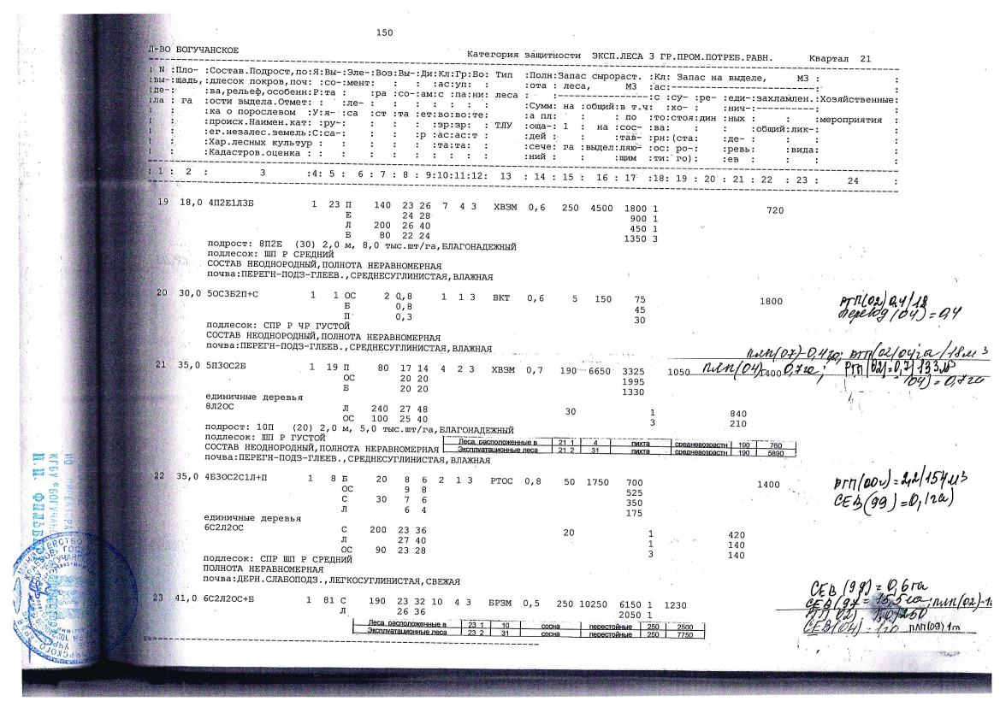 150
Л-ВО БОГУЧАНСКОЕ Категория защитности ЭКСП.ЛЕСА 3 ГР.ПРОМ.ПОТРЕБ.РАВН. Квартал 21
: N :Пло- :Состав.Подрост,по:Я:Вы-:Эле-:Воз:Вы-:Ди:Кл:Гр:Во: Тип :Полн:Запас сырораст. :Кл: Запас на выделе, М3 : :
:вы-:щадь,:длесок покров,поч: :со-:мент: : : :ас:уп: : :ота : леса, М3 :ас:
:де-: :ва,рельеф,особенн:Р:та : :ра :со-:ам:с :па:ни: леса : :с :су- :ре- :еди-:захламлен.:Хозяйственные:
:ла : га :ости выдела.Отмет: : :ле- : : : : : : : :Сумм: на :общий:в т.ч: :хо- : :нич-:
: : :ка о порослевом :У:я-:са :ст :та :ет:во:во:те: :а пл: : : по :то:стоя:дин :ных : : :мероприятия :
: : :происх.Наимен.кат: :ру-: : : : :зр:зр: : ТЛУ :оща-: 1 : на :сос- :ва: : : :общий:лик-: :
: : :ег.незалес.земель:С:са-: : : :р :ас:ас:т : :дей : : :тав- :рн:(ста: :де- : : : :
: : :Хар.лесных культур : : : : : : :та:та: : :сече: га :выдел:ляю- :ос: ро-: :ревь: :вида: :
: : :Кадастров.оценка : : : : : : : : : : : :ний : : :щим :ти: го): :ев : : : :
: 1 : 2 : 3 :4: 5 : 6 : 7 : 8 : 9:10:11:12: 13 : 14 : 15 : 16 : 17 :18: 19 : 20 : 21 : 22 : 23 : 24 :
19 18,0 4П2Е1Л3Б 1 23 П 140 23 26 7 4 3 ХВЗМ 0,6 250 4500 1800 1 720
Е 24 28 900 1
Л 200 26 40 450 1
Б 80 22 24 1350 3
подрост: 8П2Е (30) 2,0 м, 8,0 тыс.шт/га,БЛАГОНАДЕЖНЫЙ
подлесок: ШП Р СРЕДНИЙ
СОСТАВ НЕОДНОРОДНЫЙ,ПОЛНОТА НЕРАВНОМЕРНАЯ
почва:ПЕРЕГН-ПОДЗ-ГЛЕЕВ.,СРЕДНЕСУГЛИНИСТАЯ,ВЛАЖНАЯ
20 30,0 5ОС3Б2П+С 1 1 ОС 2 0,8 1 1 3 ВКТ 0,6 5 150 75 1800 РТП(02)0,4/18
Б 0,8 45 перевод (04) = 0,4
П 0,3 30
подлесок: СПР Р ЧР ГУСТОЙ
СОСТАВ НЕОДНОРОДНЫЙ,ПОЛНОТА НЕРАВНОМЕРНАЯ
почва:ПЕРЕГН-ПОДЗ-ГЛЕЕВ.,СРЕДНЕСУГЛИНИСТАЯ,ВЛАЖНАЯ
плп(07)-0,4га; ртп(02)04га/18м3
21 35,0 5П3ОС2Б 1 19 П 80 17 14 4 2 3 ХВЗМ 0,7 190 6650 3325 1050 плп(04) 1400 0,7га; РТП(02)=0,7/133м3
ОС 20 20 1995 (04) = 0,7га
Б 20 20 1330
единичные деревья
8Л2ОС Л 240 27 48 30 1 840
ОС 100 25 40 3 210
подрост: 10П (20) 2,0 м, 5,0 тыс.шт/га,БЛАГОНАДЕЖНЫЙ
подлесок: ШП Р ГУСТОЙ
Леса, расположенные в 21 1 4 пихта средневозрастн 190 760
СОСТАВ НЕОДНОРОДНЫЙ,ПОЛНОТА НЕРАВНОМЕРНАЯ Эксплуатационные леса 21 2 31 пихта средневозрастн 190 5890
почва:ПЕРЕГН-ПОДЗ-ГЛЕЕВ.,СРЕДНЕСУГЛИНИСТАЯ,ВЛАЖНАЯ
22 35,0 4Б3ОС2С1Л+П 1 8 Б 20 8 6 2 1 3 РТОС 0,8 50 1750 700 1400 РТП(00г)=2,2/154м3
ОС 9 8 525
С 30 7 6 350 СЕВ(99)=0,1га)
Л 6 4 175
единичные деревья
6С2Л2ОС С 200 23 36 20 1 420
Л 27 40 1 140
ОС 90 23 28 3 140
подлесок: СПР ШП Р СРЕДНИЙ
ПОЛНОТА НЕРАВНОМЕРНАЯ
почва:ДЕРН.СЛАБОПОДЗ.,ЛЕГКОСУГЛИНИСТАЯ,СВЕЖАЯ
СЕВ(99)=0,6га
23 41,0 6С2Л2ОС+Б 1 81 С 190 23 32 10 4 3 БРЗМ 0,5 250 10250 6150 1 1230 СЕВ(97=15,5га;плп(02)-1
Л 26 36 2050 1
Леса, расположенные в 23 1 10 сосна перестойные 250 2500
Эксплуатационные леса 23 2 31 сосна перестойные 250 7750 СЕВ(04) плп(09)1га
КГБУ "БОГУЧАН